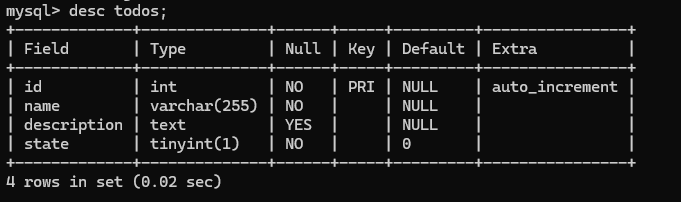 mysql> desc todos;
+-------------+--------------+------+-----+---------+----------------+
| Field       | Type         | Null | Key | Default | Extra          |
+-------------+--------------+------+-----+---------+----------------+
| id          | int          | NO   | PRI | NULL    | auto_increment |
| name        | varchar(255) | NO   |     | NULL    |                |
| description | text         | YES  |     | NULL    |                |
| state       | tinyint(1)   | NO   |     | 0       |                |
+-------------+--------------+------+-----+---------+----------------+
4 rows in set (0.02 sec)